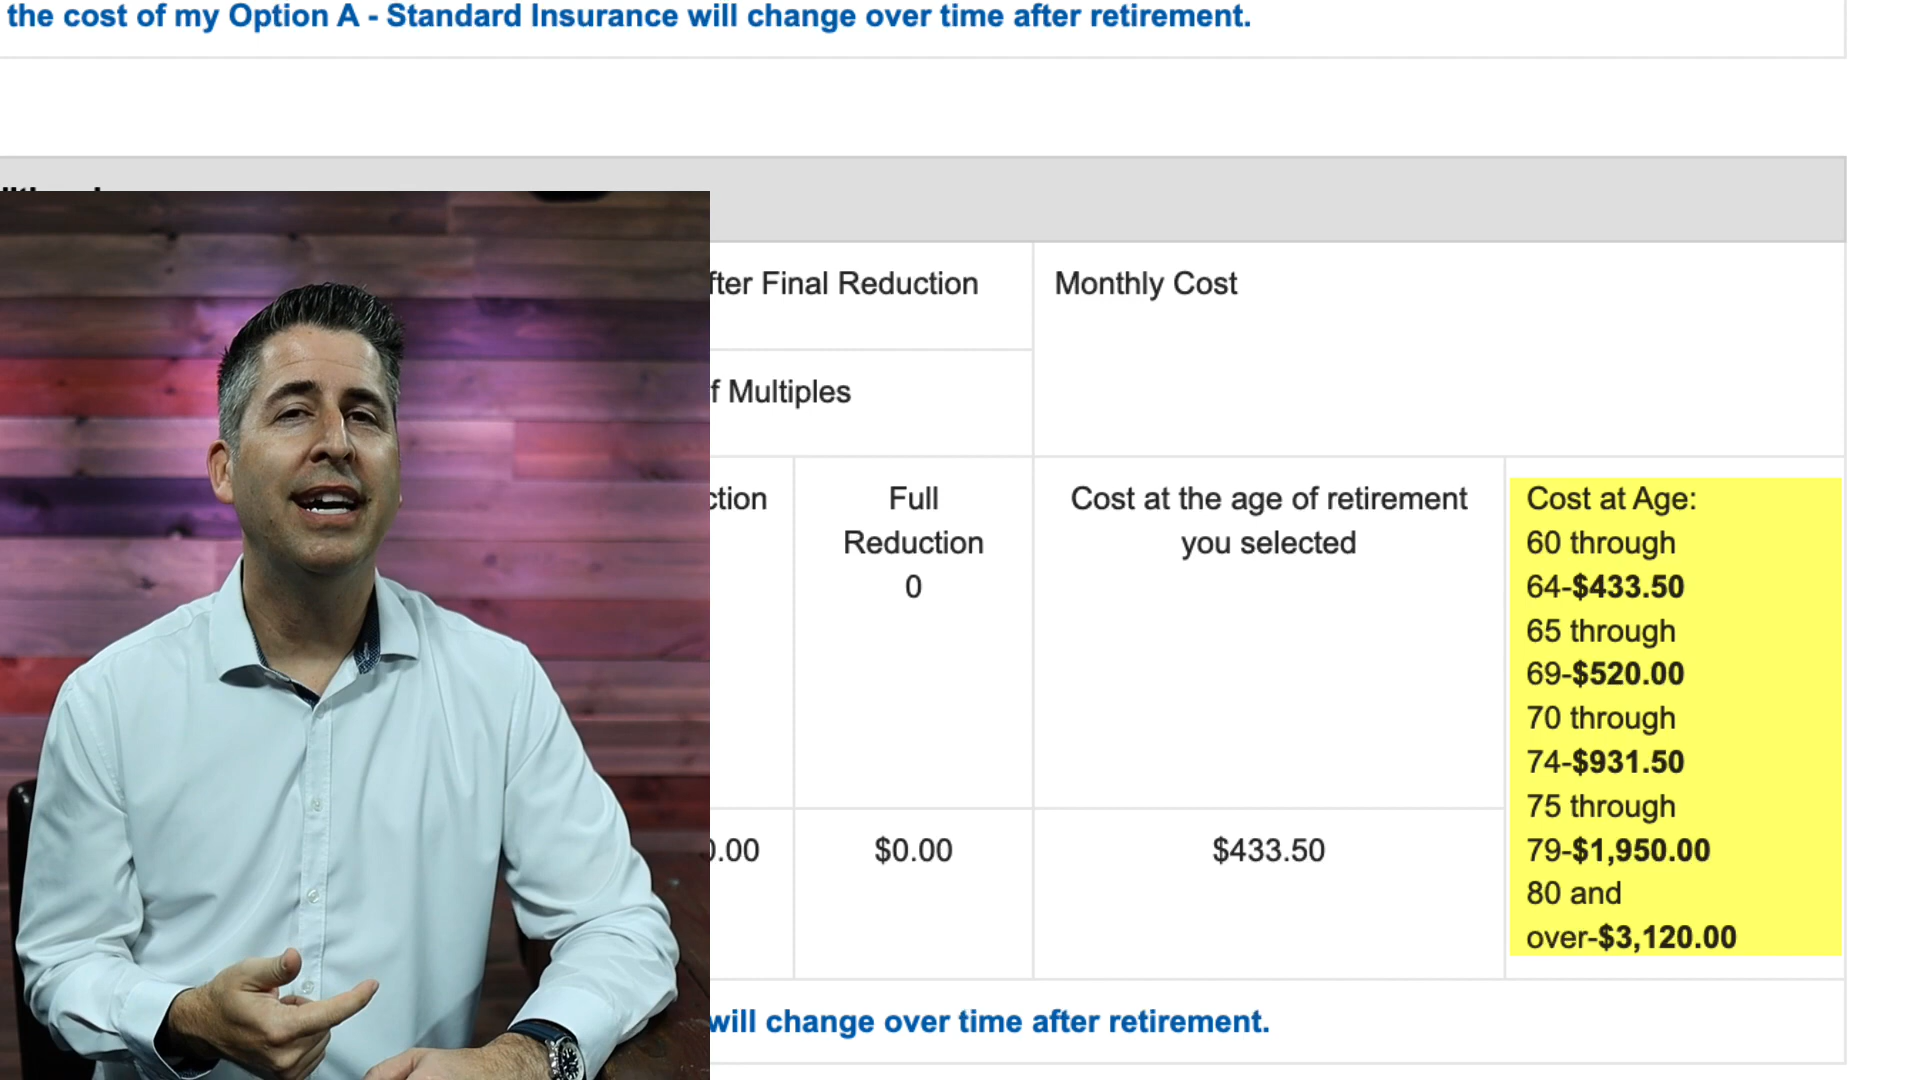 the cost of my Option A - Standard Insurance will change over time after retirement.
fter Final Reduction
Monthly Cost
f Multiples
ction
Full
Reduction
0
Cost at the age of retirement
you selected
Cost at Age:
60 through
64-$433.50
65 through
69-$520.00
70 through
74-$931.50
75 through
79-$1,950.00
80 and
over-$3,120.00
0.00
$0.00
$433.50
will change over time after retirement.